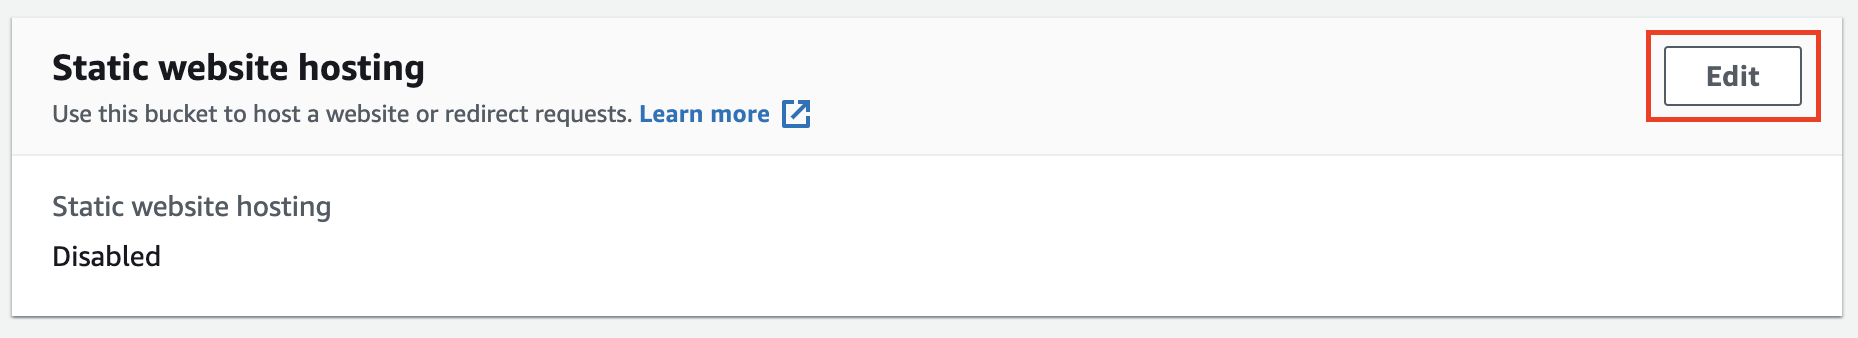 Static website hosting
Edit
Use this bucket to host a website or redirect requests. Learn more
Static website hosting
Disabled